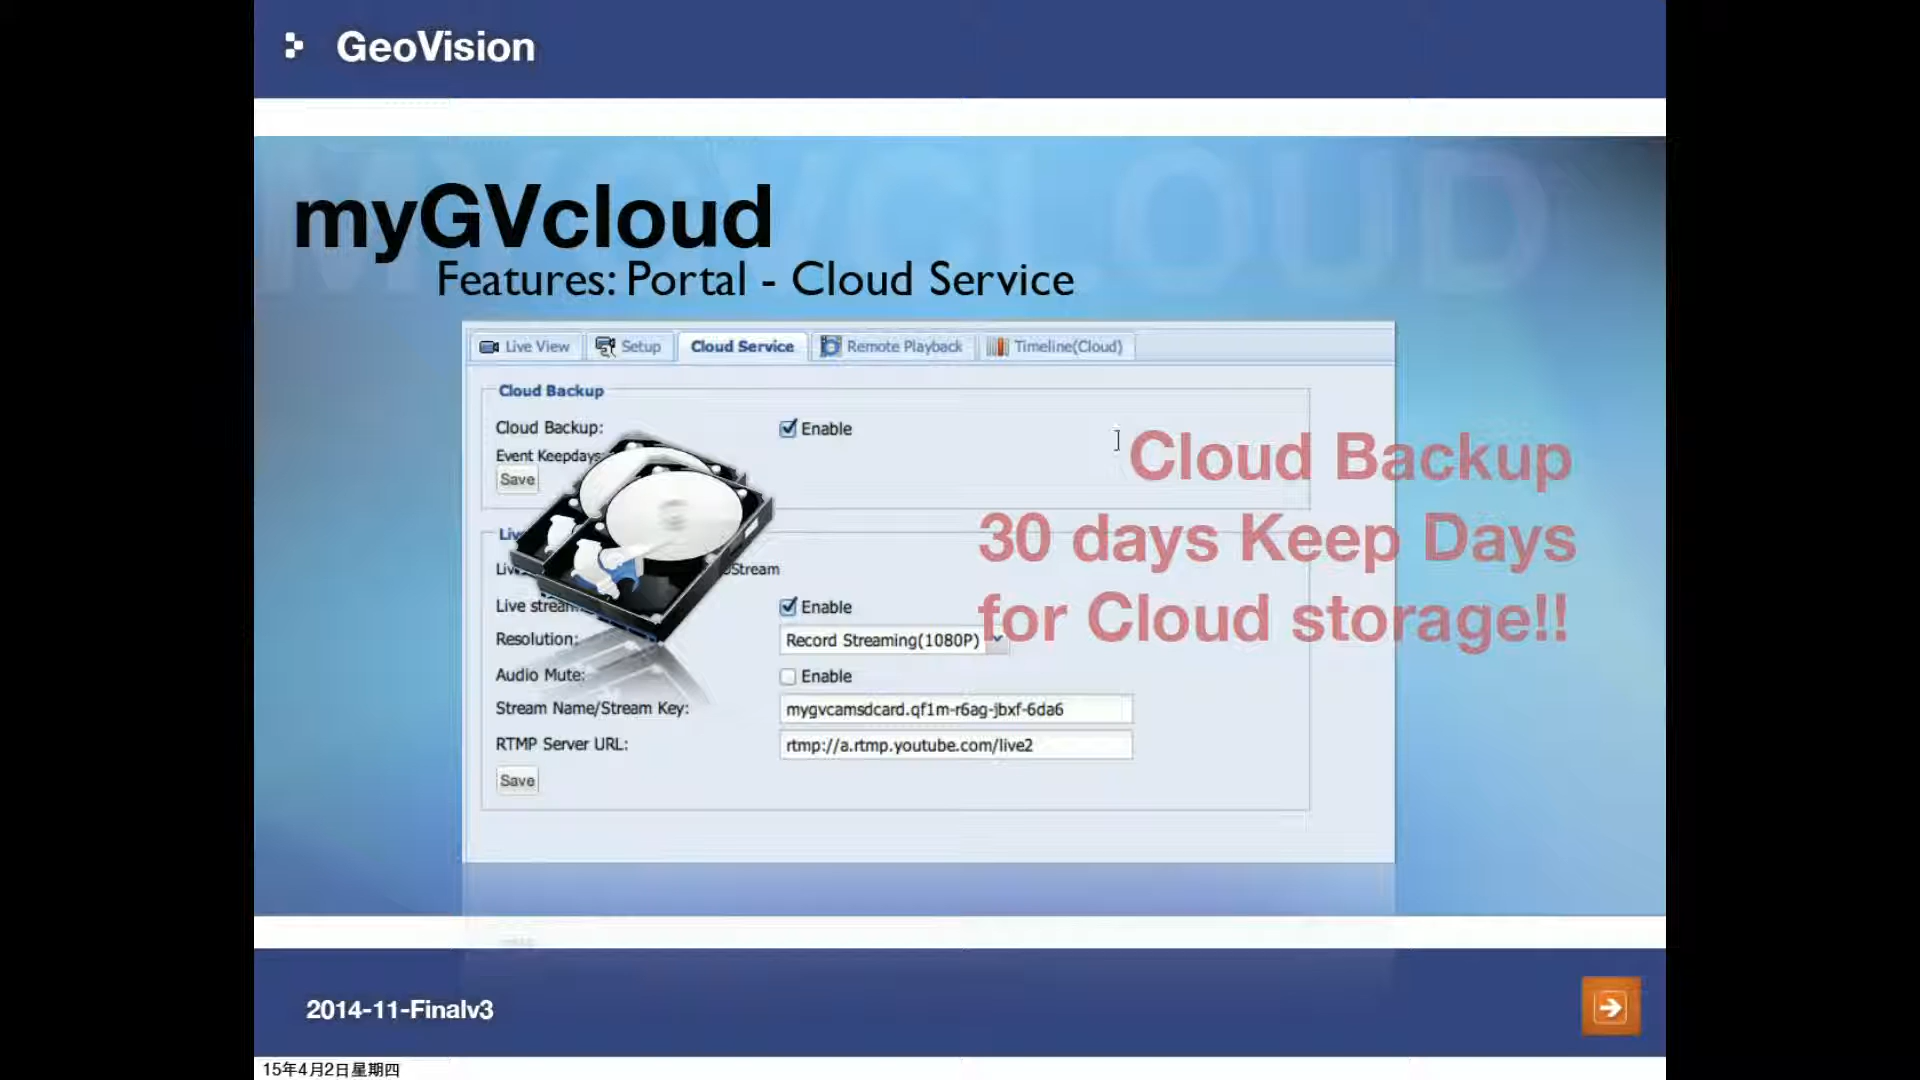 GeoVision
MYGVCLOUD
myGVcloud
Features: Portal - Cloud Service
Live View Setup Cloud Service Remote Playback Timeline(Cloud)
Cloud Backup
Cloud Backup: Enable
Event Keepdays
Save
Cloud Backup
30 days Keep Days
for Cloud storage!!
Live stream Enable
Resolution: Record Streaming(1080P)
Audio Mute: Enable
Stream Name/Stream Key: mygvcamsdcard.qf1m-r6ag-jbxf-6da6
RTMP Server URL: rtmp://a.rtmp.youtube.com/live2
Save
2014-11-Finalv3
15年4月2日星期四